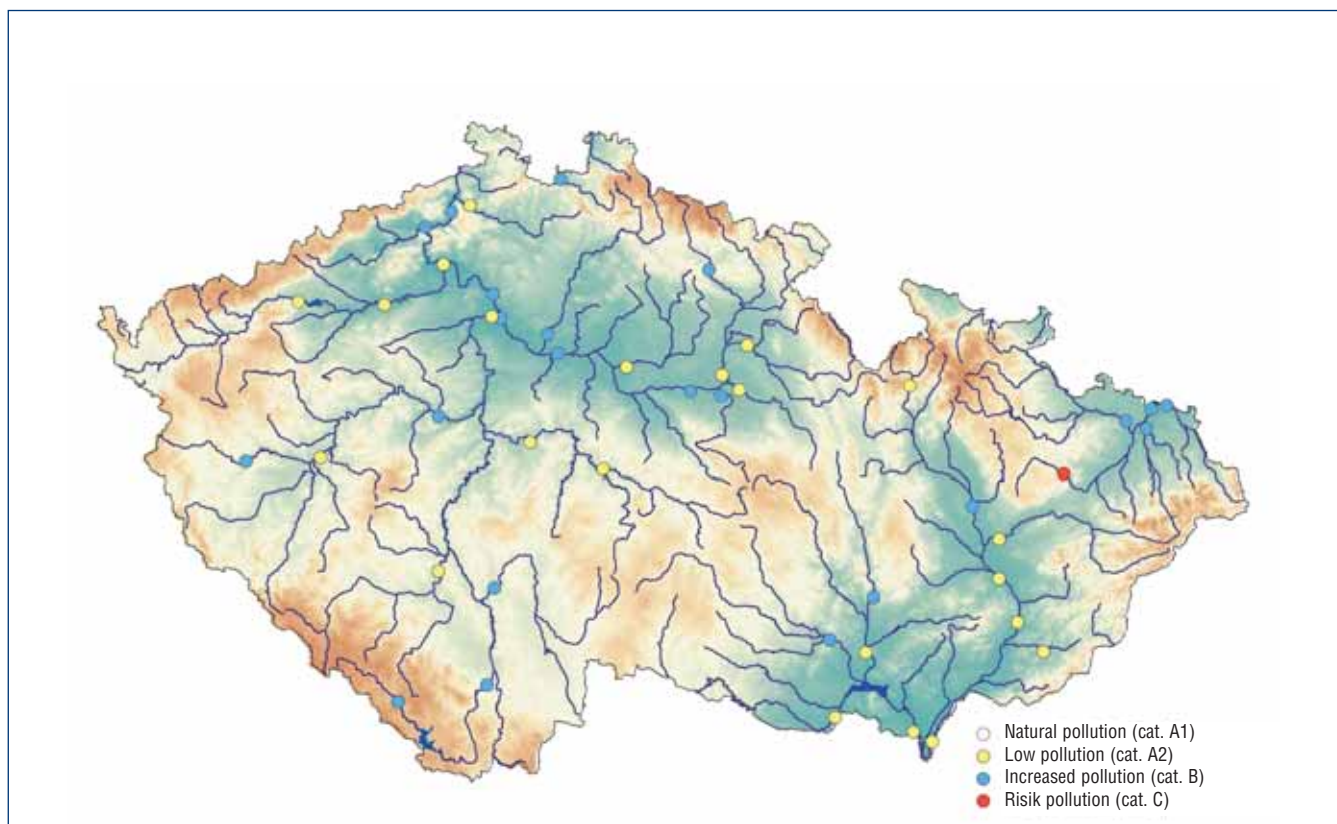 Natural pollution (cat. A1)
Low pollution (cat. A2)
Increased pollution (cat. B)
Risik pollution (cat. C)